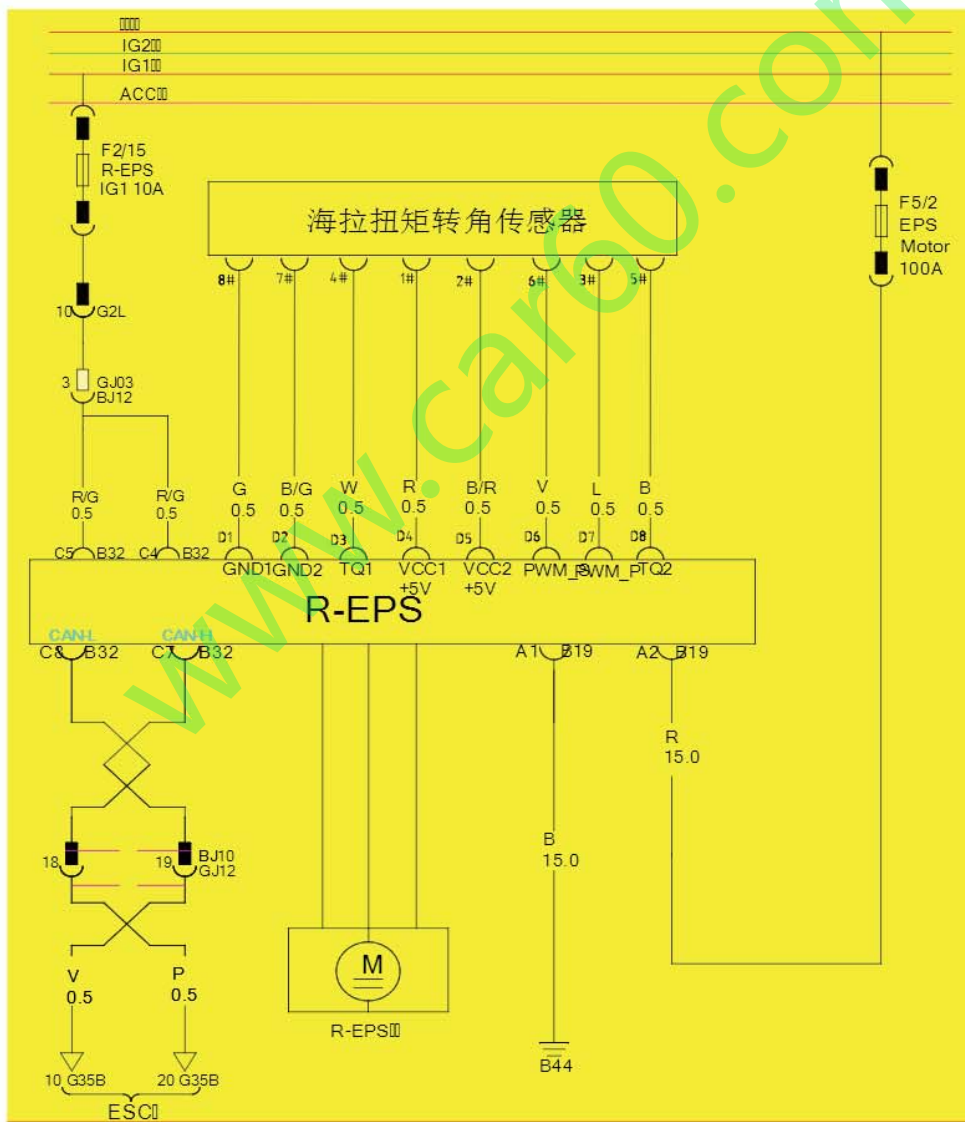 IG2
IG1
ACC
F2/15
R-EPS
IG1 10A
海拉扭矩转角传感器
F5/2
EPS
Motor
100A
8# 7# 4# 1# 2# 6# 3# 5#
10 G2L
3 GJ03
BJ12
R/G R/G G B/G W R B/R V L B
0.5 0.5 0.5 0.5 0.5 0.5 0.5 0.5 0.5 0.5
D1 D2 D3 D4 D5 D6 D7 D8
C5 B32 C4 B32
GND1 GND2 TQ1 VCC1 VCC2 PWM_S PWM_P TQ2
+5V +5V
R-EPS
CAN-L CAN-H
C8 B32 C7 B32 A1 B19 A2 B19
R
15.0
B
15.0
18 19 BJ10
GJ12
V P
0.5 0.5
M
R-EPS
B44
10 G35B 20 G35B
ESC
www.car60.com